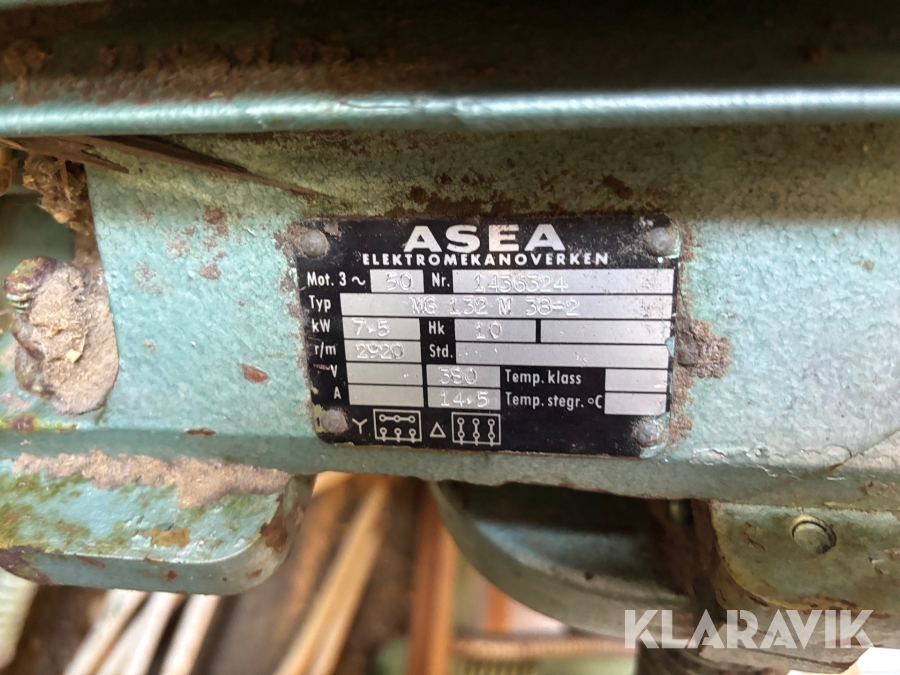 ASEA
ELEKTROMEKANOVERKEN
Mot. 3~ 50 Nr. 1436324
Typ MG 132 M 38-2
kW 7.5 Hk 10
r/m 2920 Std.
V 380 Temp. klass
A 14.5 Temp. stegr. °C
Y Δ
KLARAVIK